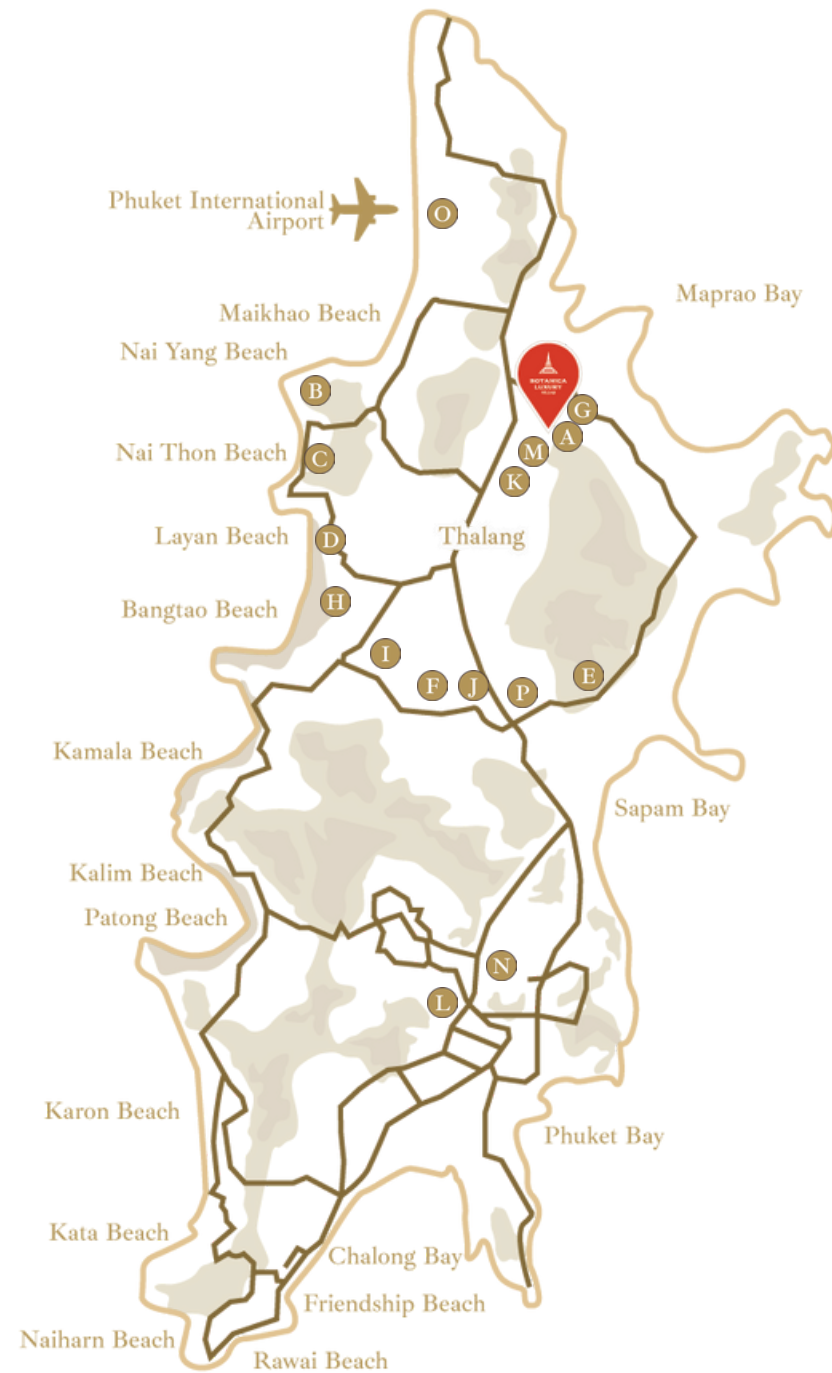 Phuket International
Airport
O
Maprao Bay
Maikhao Beach
Nai Yang Beach
BOTANICA
LUXURY
B
G
A
Nai Thon Beach
C
M
K
Layan Beach
D
Thalang
Bangtao Beach
H
I
F
J
P
E
Kamala Beach
Sapam Bay
Kalim Beach
Patong Beach
N
L
Karon Beach
Phuket Bay
Kata Beach
Chalong Bay
Friendship Beach
Naiharn Beach
Rawai Beach